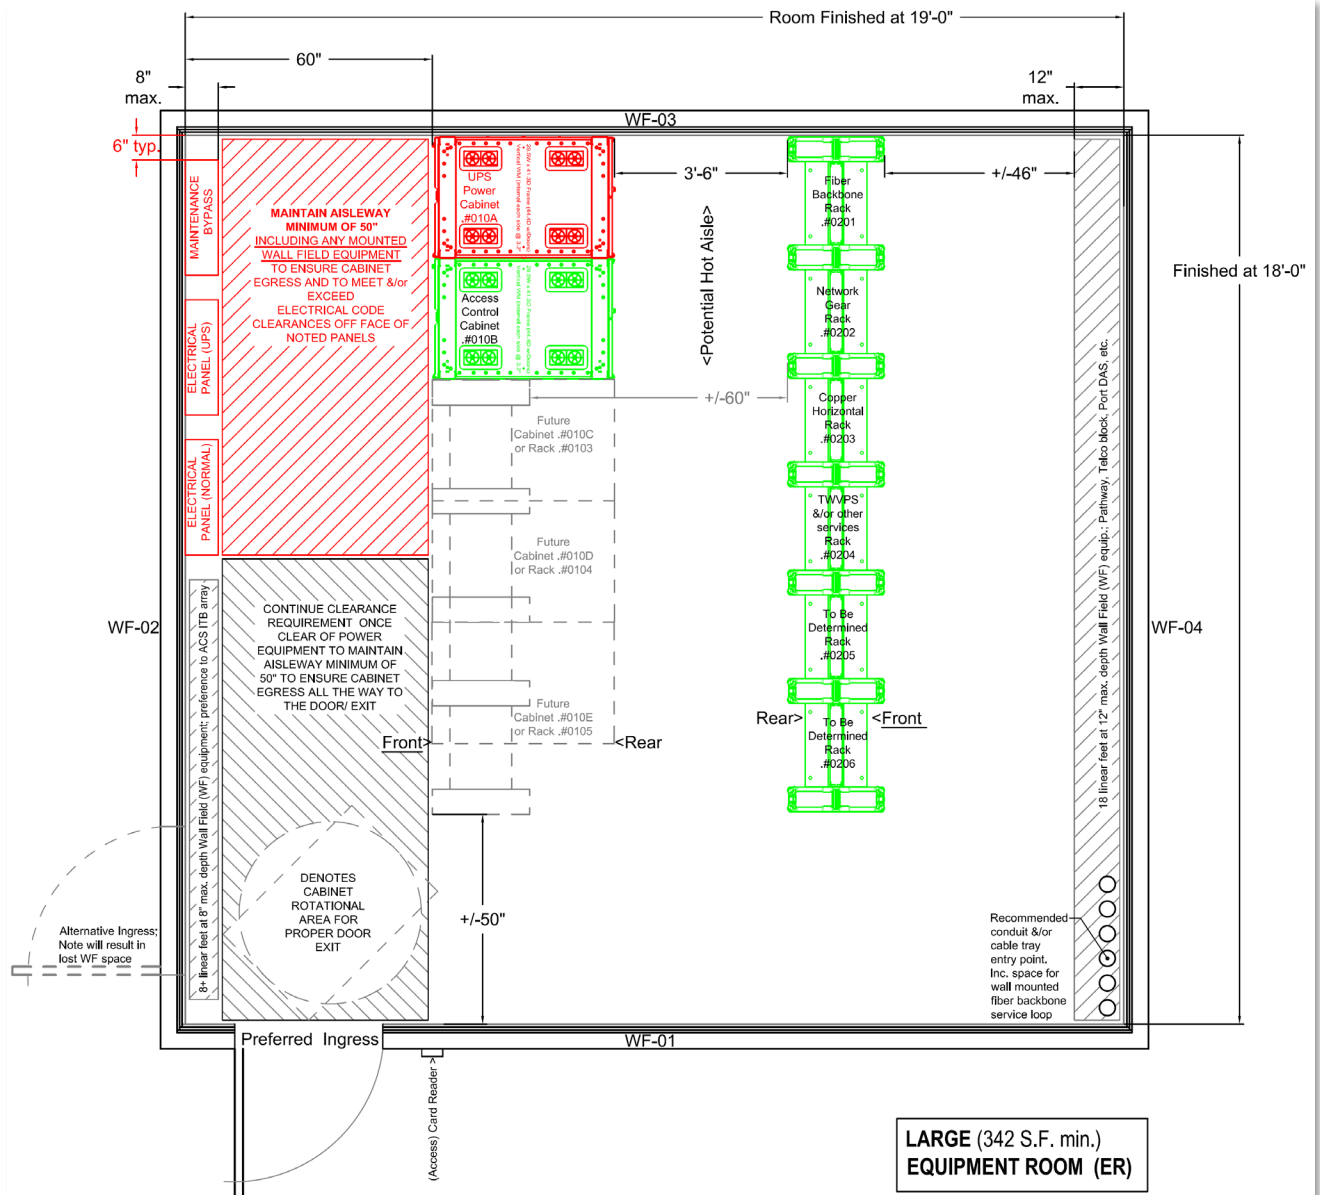 Room Finished at 19'-0"
60"
8"
max.
12"
max.
WF-03
6" typ.
3'-6"
+/-46"
MAINTENANCE
BYPASS
MAINTAIN AISLEWAY
MINIMUM OF 50"
INCLUDING ANY MOUNTED
WALL FIELD EQUIPMENT
TO ENSURE CABINET
EGRESS AND TO MEET &/or
EXCEED
ELECTRICAL CODE
CLEARANCES OFF FACE OF
NOTED PANELS
UPS
Power
Cabinet
.#010A
Access
Control
Cabinet
.#010B
<Potential Hot Aisle>
Fiber
Backbone
Rack
.#0201
Network
Gear
Rack
.#0202
Copper
Horizontal
Rack
.#0203
TWVPS
&/or other
services
Rack
.#0204
To Be
Determined
Rack
.#0205
To Be
Determined
Rack
.#0206
Finished at 18'-0"
ELECTRICAL
PANEL (UPS)
ELECTRICAL
PANEL (NORMAL)
+/-60"
Future
Cabinet .#010C
or Rack .#0103
Future
Cabinet .#010D
or Rack .#0104
Future
Cabinet .#010E
or Rack .#0105
18 linear feet at 12" max. depth Wall Field (WF) equip.; Pathway, Telco block, Port DAS, etc.
WF-02
WF-04
8+ linear feet at 8" max. depth Wall Field (WF) equipment; preference to ACS ITB array
CONTINUE CLEARANCE
REQUIREMENT ONCE
CLEAR OF POWER
EQUIPMENT TO MAINTAIN
AISLEWAY MINIMUM OF
50" TO ENSURE CABINET
EGRESS ALL THE WAY TO
THE DOOR/ EXIT
Front>
<Rear
Rear>
<Front
DENOTES
CABINET
ROTATIONAL
AREA FOR
PROPER DOOR
EXIT
+/-50"
Alternative Ingress;
Note will result in
lost WF space
Recommended
conduit &/or
cable tray
entry point.
Inc. space for
wall mounted
fiber backbone
service loop
Preferred Ingress
WF-01
(Access) Card Reader >
LARGE (342 S.F. min.)
EQUIPMENT ROOM (ER)